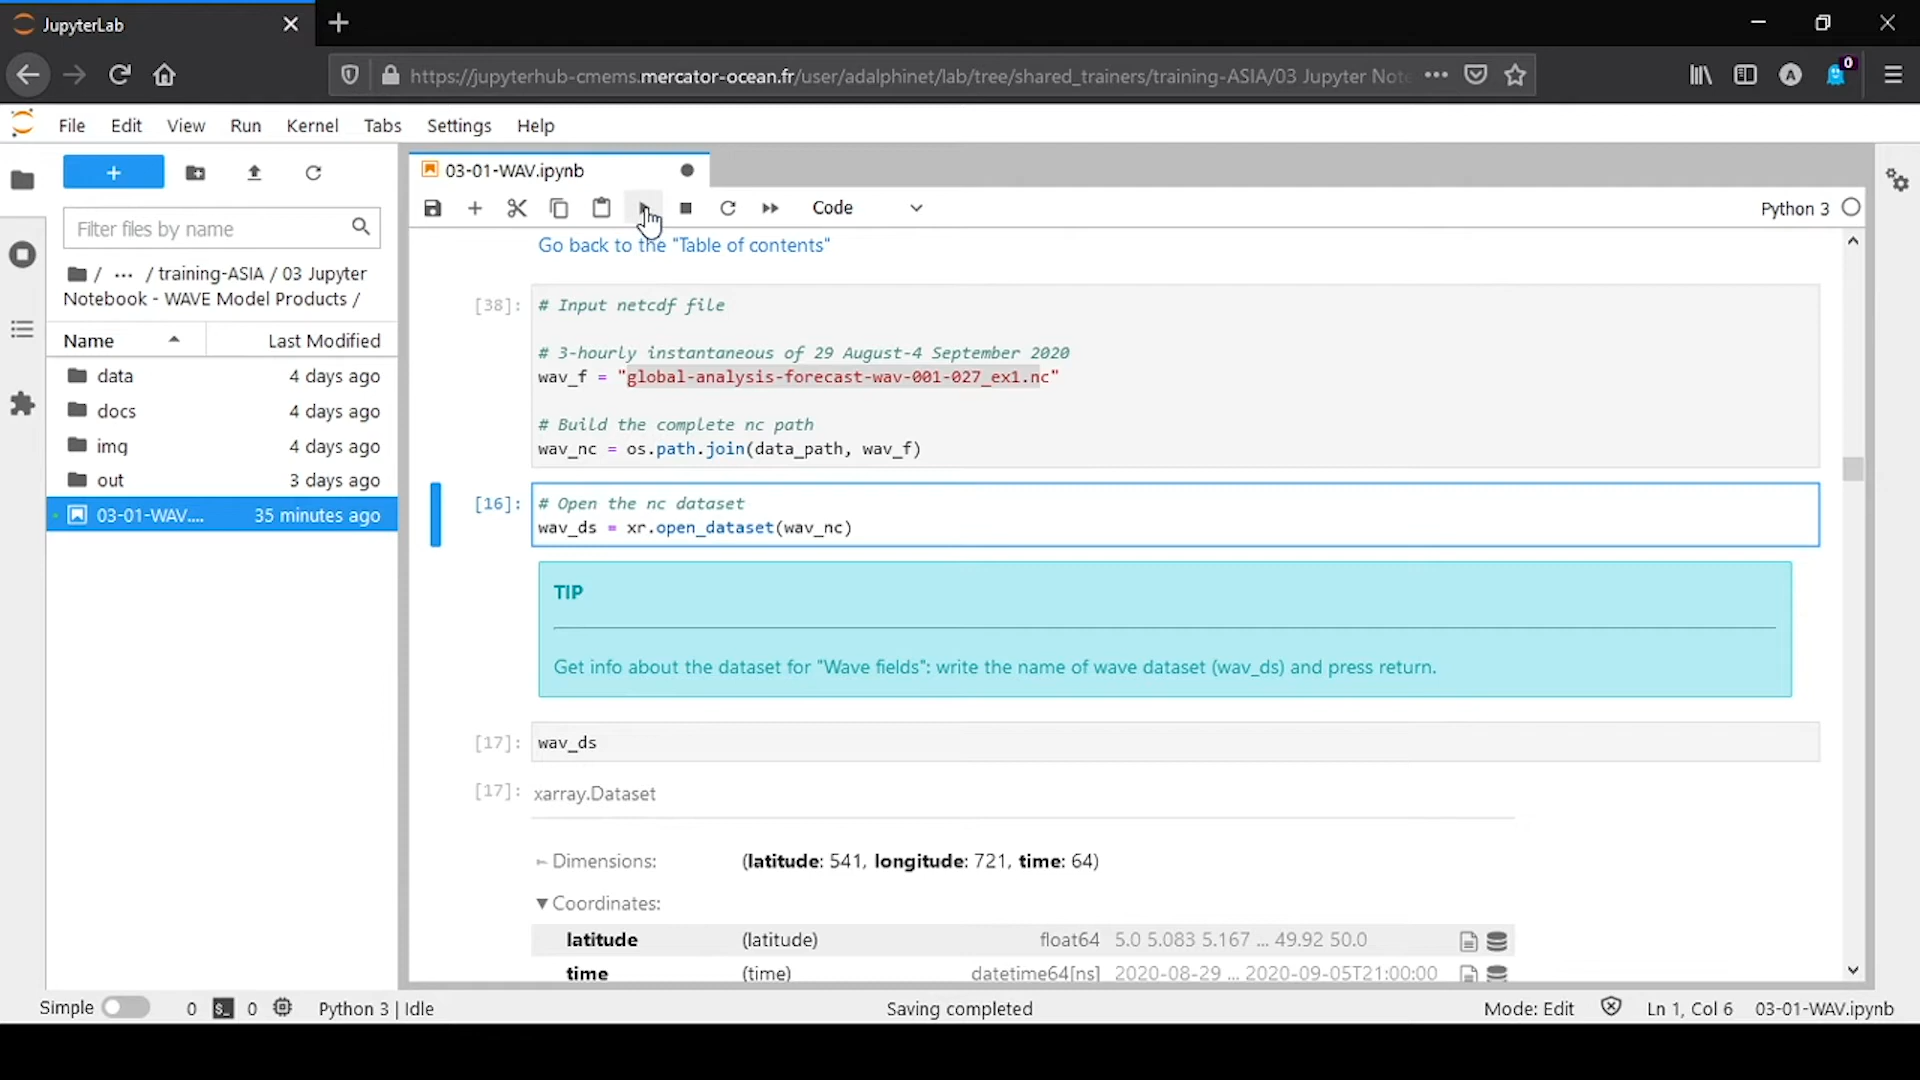 JupyterLab
https://jupyterhub-cmems.mercator-ocean.fr/user/adalphinet/lab/tree/shared_trainers/training-ASIA/03 Jupyter Note
A
0
File Edit View Run Kernel Tabs Settings Help
03-01-WAV.ipynb
Filter files by name
Code
Python 3
/ ... / training-ASIA / 03 Jupyter
Notebook - WAVE Model Products /
Name Last Modified
data 4 days ago
docs 4 days ago
img 4 days ago
out 3 days ago
03-01-WAV.... 35 minutes ago
Go back to the "Table of contents"
[38]: # Input netcdf file
# 3-hourly instantaneous of 29 August-4 September 2020
wav_f = "global-analysis-forecast-wav-001-027_ex1.nc"
# Build the complete nc path
wav_nc = os.path.join(data_path, wav_f)
[16]: # Open the nc dataset
wav_ds = xr.open_dataset(wav_nc)
TIP
Get info about the dataset for "Wave fields": write the name of wave dataset (wav_ds) and press return.
[17]: wav_ds
[17]: xarray.Dataset
Dimensions: (latitude: 541, longitude: 721, time: 64)
Coordinates:
latitude (latitude) float64 5.0 5.083 5.167 ... 49.92 50.0
time (time) datetime64[ns] 2020-08-29 ... 2020-09-05T21:00:00
Simple 0 $_ 0 Python 3 | Idle Saving completed Mode: Edit Ln 1, Col 6 03-01-WAV.ipynb